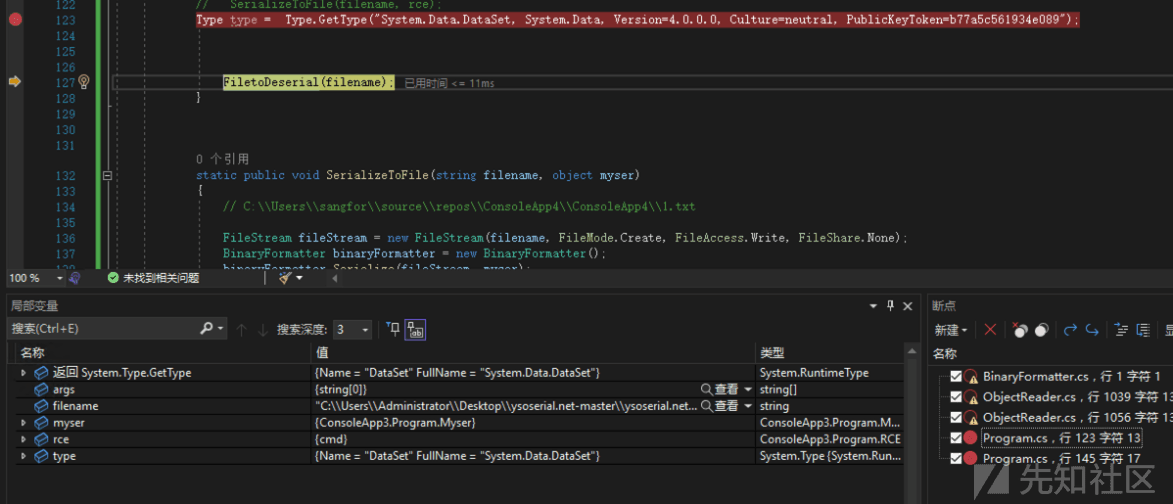 122 // SerializeToFile(filename, rce);
123 Type type = Type.GetType("System.Data.DataSet, System.Data, Version=4.0.0.0, Culture=neutral, PublicKeyToken=b77a5c561934e089");
124
125
126
127 FiletoDeserial(filename); 已用时间 <= 11ms
128 }
129
130
131
0 个引用
132 static public void SerializeToFile(string filename, object myser)
133 {
134 // C:\\Users\\sangfor\\source\\repos\\ConsoleApp4\\ConsoleApp4\\1.txt
135
136 FileStream fileStream = new FileStream(filename, FileMode.Create, FileAccess.Write, FileShare.None);
137 BinaryFormatter binaryFormatter = new BinaryFormatter();
binaryFormatter.Serialize(fileStream, myser);
100 % 未找到相关问题
局部变量
搜索(Ctrl+E) 搜索深度: 3
名称 值 类型
返回 System.Type.GetType {Name = "DataSet" FullName = "System.Data.DataSet"} System.RuntimeType
args {string[0]} 查看 string[]
filename "C:\\Users\\Administrator\\Desktop\\ysoserial.net-master\\ysoserial.net... 查看 string
myser {ConsoleApp3.Program.Myser} ConsoleApp3.Program.M...
rce {cmd} ConsoleApp3.Program.RCE
type {Name = "DataSet" FullName = "System.Data.DataSet"} System.Type {System.Run...
断点
新建
名称
BinaryFormatter.cs，行 1 字符 1
ObjectReader.cs，行 1039 字符 13
ObjectReader.cs，行 1056 字符 13
Program.cs，行 123 字符 13
Program.cs，行 145 字符 17
先知社区